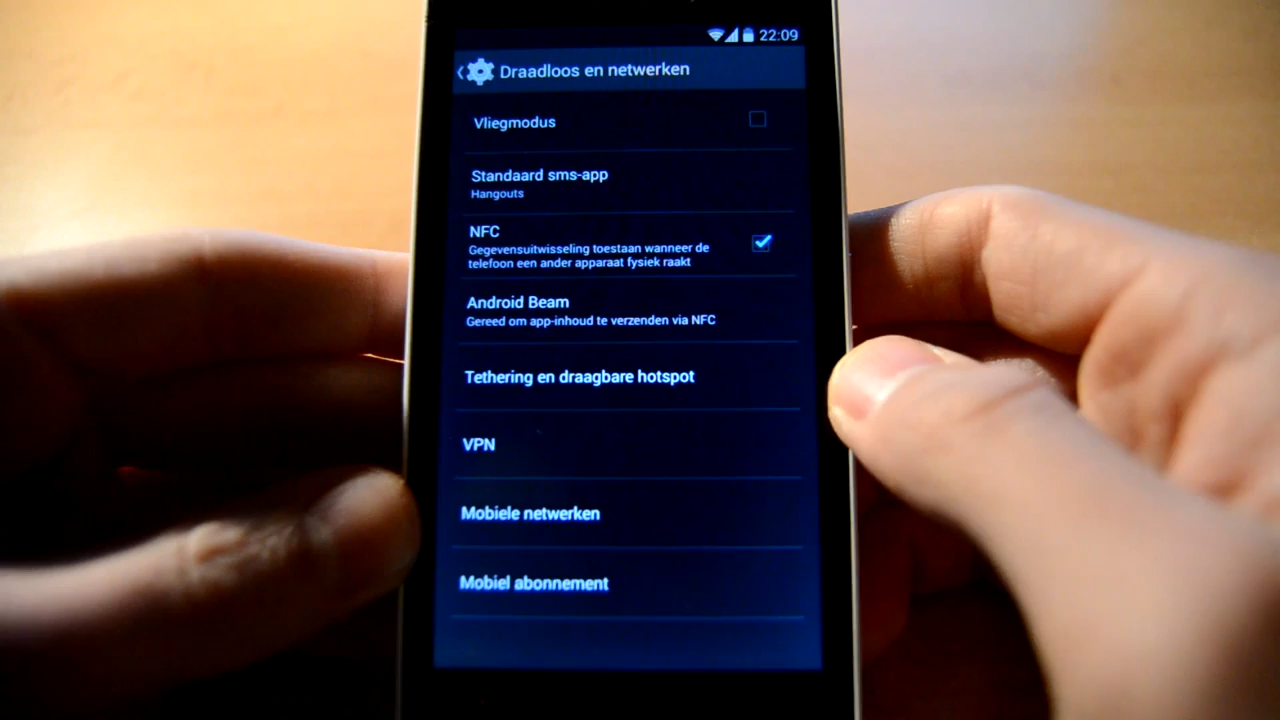 22:09
Draadloos en netwerken
Vliegmodus
Standaard sms-app
Hangouts
NFC
Gegevensuitwisseling toestaan wanneer de
telefoon een ander apparaat fysiek raakt
Android Beam
Gereed om app-inhoud te verzenden via NFC
Tethering en draagbare hotspot
VPN
Mobiele netwerken
Mobiel abonnement